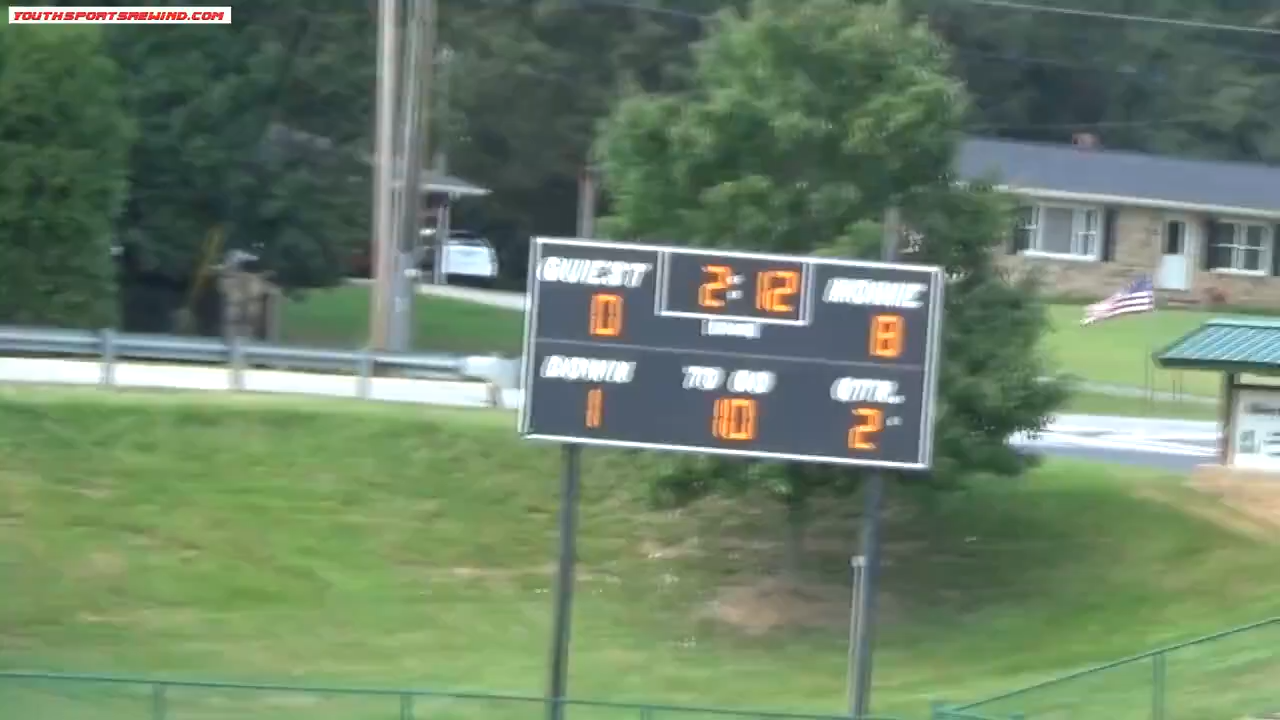 YOUTHSPORTSREWIND.COM
GUEST 2:12 HOME
0 8
DOWN TO GO QTR.
1 10 2